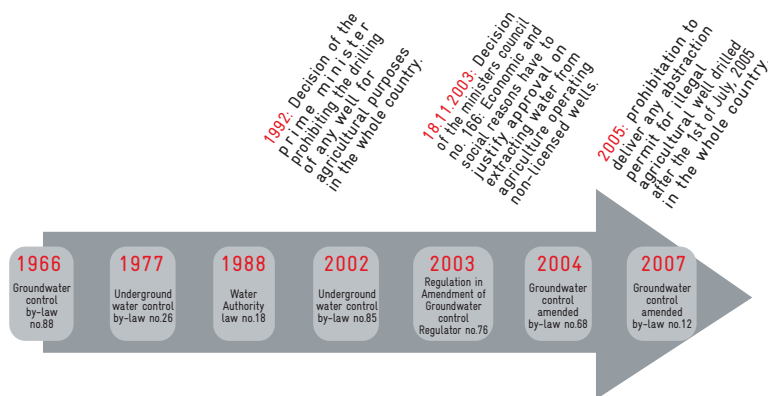 1992: Decision of the
prime minister
prohibiting the drilling
of any well for
agricultural purposes
in the whole country.
18.11.2003: Decision
of the ministers council
no. 166: Economic and
social reasons have to
justify approval on
extracting water from
agriculture operating
non-licensed wells.
2005: prohibitation to
deliver any abstraction
permit for illegal
agricultural well drilled
after the 1st of July, 2005
in the whole country.
1966
Groundwater
control
by-law
no.88
1977
Underground
water control
by-law no.26
1988
Water
Authority
law no.18
2002
Underground
water control
by-law no.85
2003
Regulation in
Amendment of
Groundwater
control
Regulator no.76
2004
Groundwater
control
amended
by-law no.68
2007
Groundwater
control
amended
by-law no.12